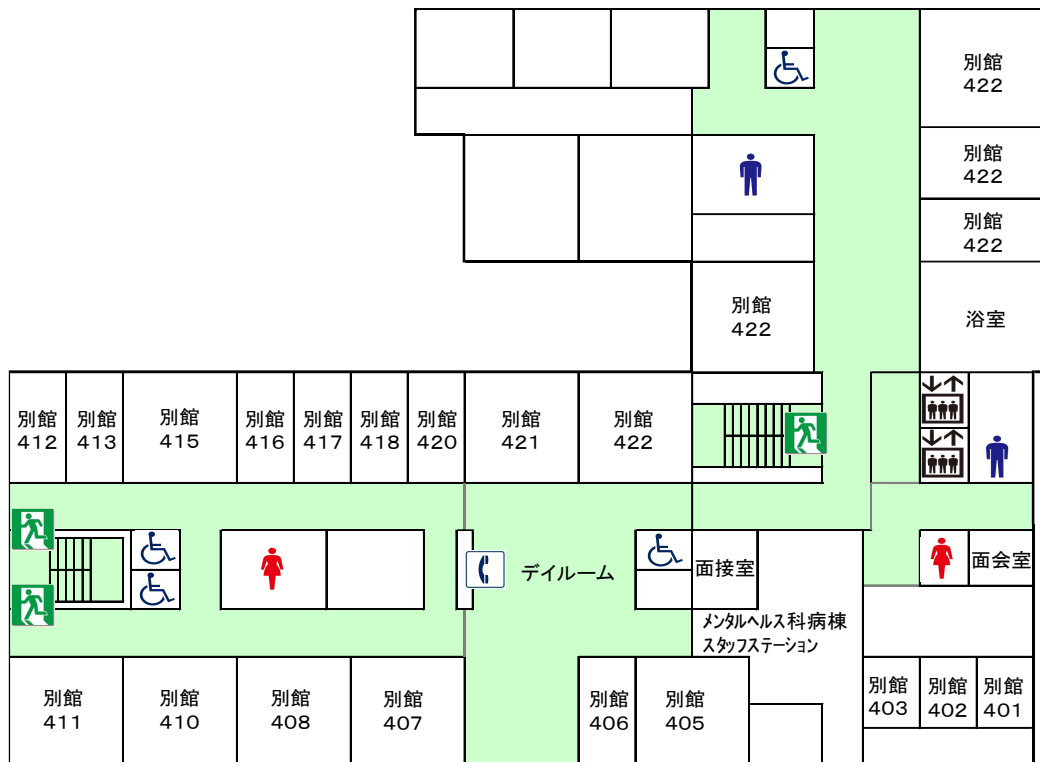 別館
422
別館
422
別館
422
別館
422
浴室
別館
412
別館
413
別館
415
別館
416
別館
417
別館
418
別館
420
別館
421
別館
422
デイルーム
面接室
面会室
メンタルヘルス科病棟
スタッフステーション
別館
411
別館
410
別館
408
別館
407
別館
406
別館
405
別館
403
別館
402
別館
401